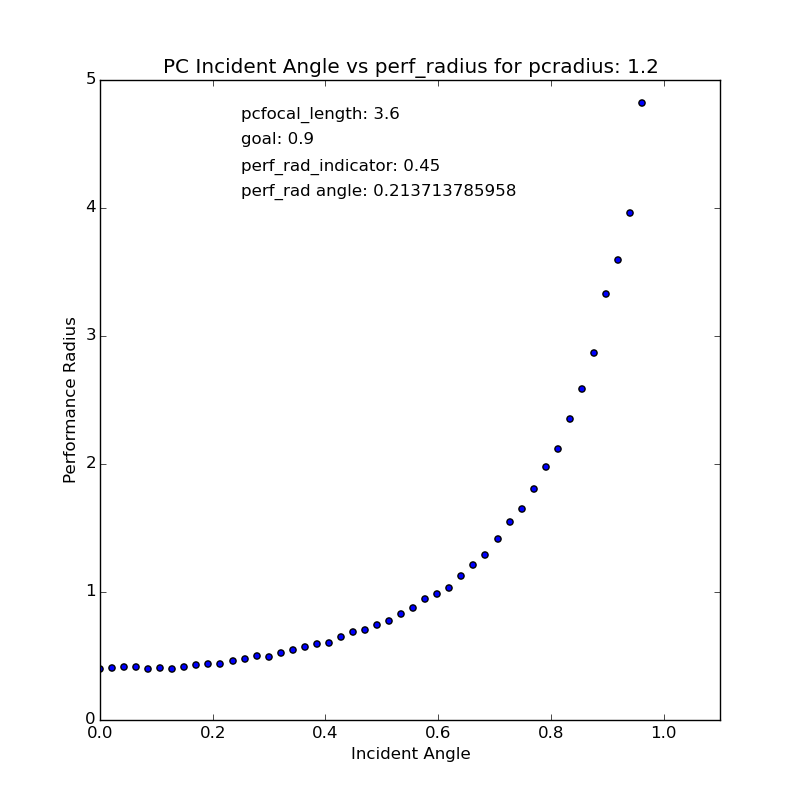 PC Incident Angle vs perf_radius for pcradius: 1.2
5
pcfocal_length: 3.6
goal: 0.9
perf_rad_indicator: 0.45
perf_rad angle: 0.213713785958
4
3
Performance Radius
2
1
0
0.0 0.2 0.4 0.6 0.8 1.0
Incident Angle